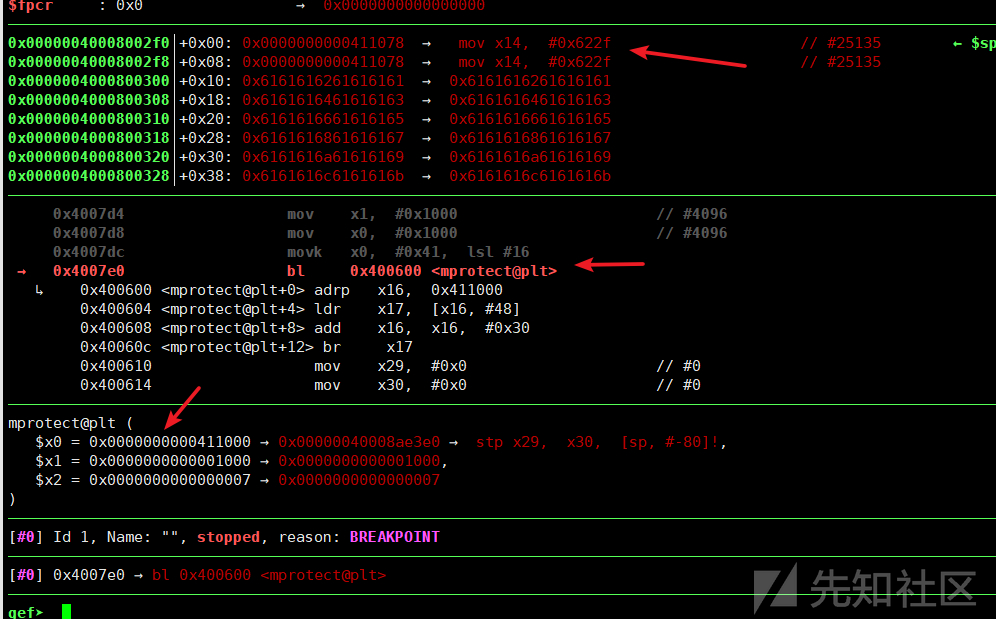 $fpcr : 0x0 → 0x0000000000000000
0x00000040008002f0│+0x00: 0x0000000000411078 → mov x14, #0x622f // #25135 ← $sp
0x00000040008002f8│+0x08: 0x0000000000411078 → mov x14, #0x622f // #25135
0x0000004000800300│+0x10: 0x6161616261616161 → 0x6161616261616161
0x0000004000800308│+0x18: 0x6161616461616163 → 0x6161616461616163
0x0000004000800310│+0x20: 0x6161616661616165 → 0x6161616661616165
0x0000004000800318│+0x28: 0x6161616861616167 → 0x6161616861616167
0x0000004000800320│+0x30: 0x6161616a61616169 → 0x6161616a61616169
0x0000004000800328│+0x38: 0x6161616c6161616b → 0x6161616c6161616b
0x4007d4 mov x1, #0x1000 // #4096
0x4007d8 mov x0, #0x1000 // #4096
0x4007dc movk x0, #0x41, lsl #16
→ 0x4007e0 bl 0x400600 <mprotect@plt>
↳ 0x400600 <mprotect@plt+0> adrp x16, 0x411000
0x400604 <mprotect@plt+4> ldr x17, [x16, #48]
0x400608 <mprotect@plt+8> add x16, x16, #0x30
0x40060c <mprotect@plt+12> br x17
0x400610 mov x29, #0x0 // #0
0x400614 mov x30, #0x0 // #0
mprotect@plt (
$x0 = 0x0000000000411000 → 0x00000040008ae3e0 → stp x29, x30, [sp, #-80]!,
$x1 = 0x0000000000001000 → 0x0000000000001000,
$x2 = 0x0000000000000007 → 0x0000000000000007
)
[#0] Id 1, Name: "", stopped, reason: BREAKPOINT
[#0] 0x4007e0 → bl 0x400600 <mprotect@plt>
gef➤
先知社区